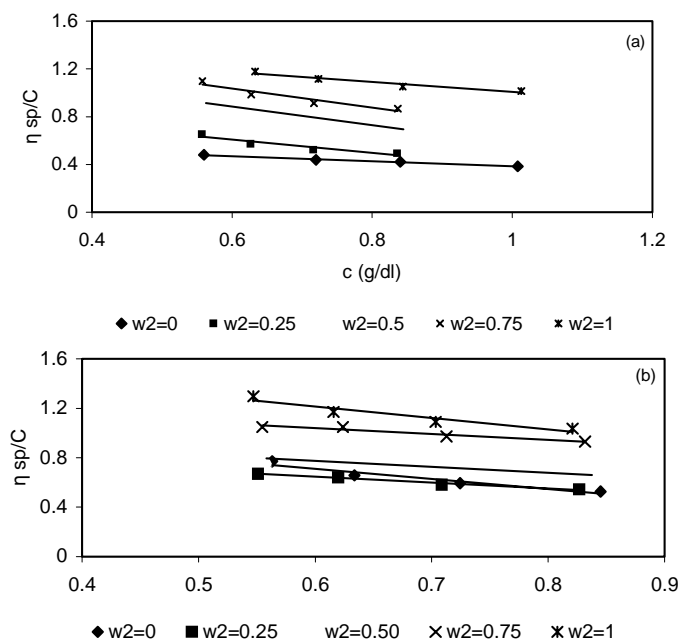 (a)
1.6
1.2
0.8
0.4
0
η sp/C
0.4 0.6 0.8 1 1.2
c (g/dl)
w2=0 w2=0.25 w2=0.5 w2=0.75 w2=1
(b)
1.6
1.2
0.8
0.4
0
η sp/C
0.4 0.5 0.6 0.7 0.8 0.9
w2=0 w2=0.25 w2=0.50 w2=0.75 w2=1